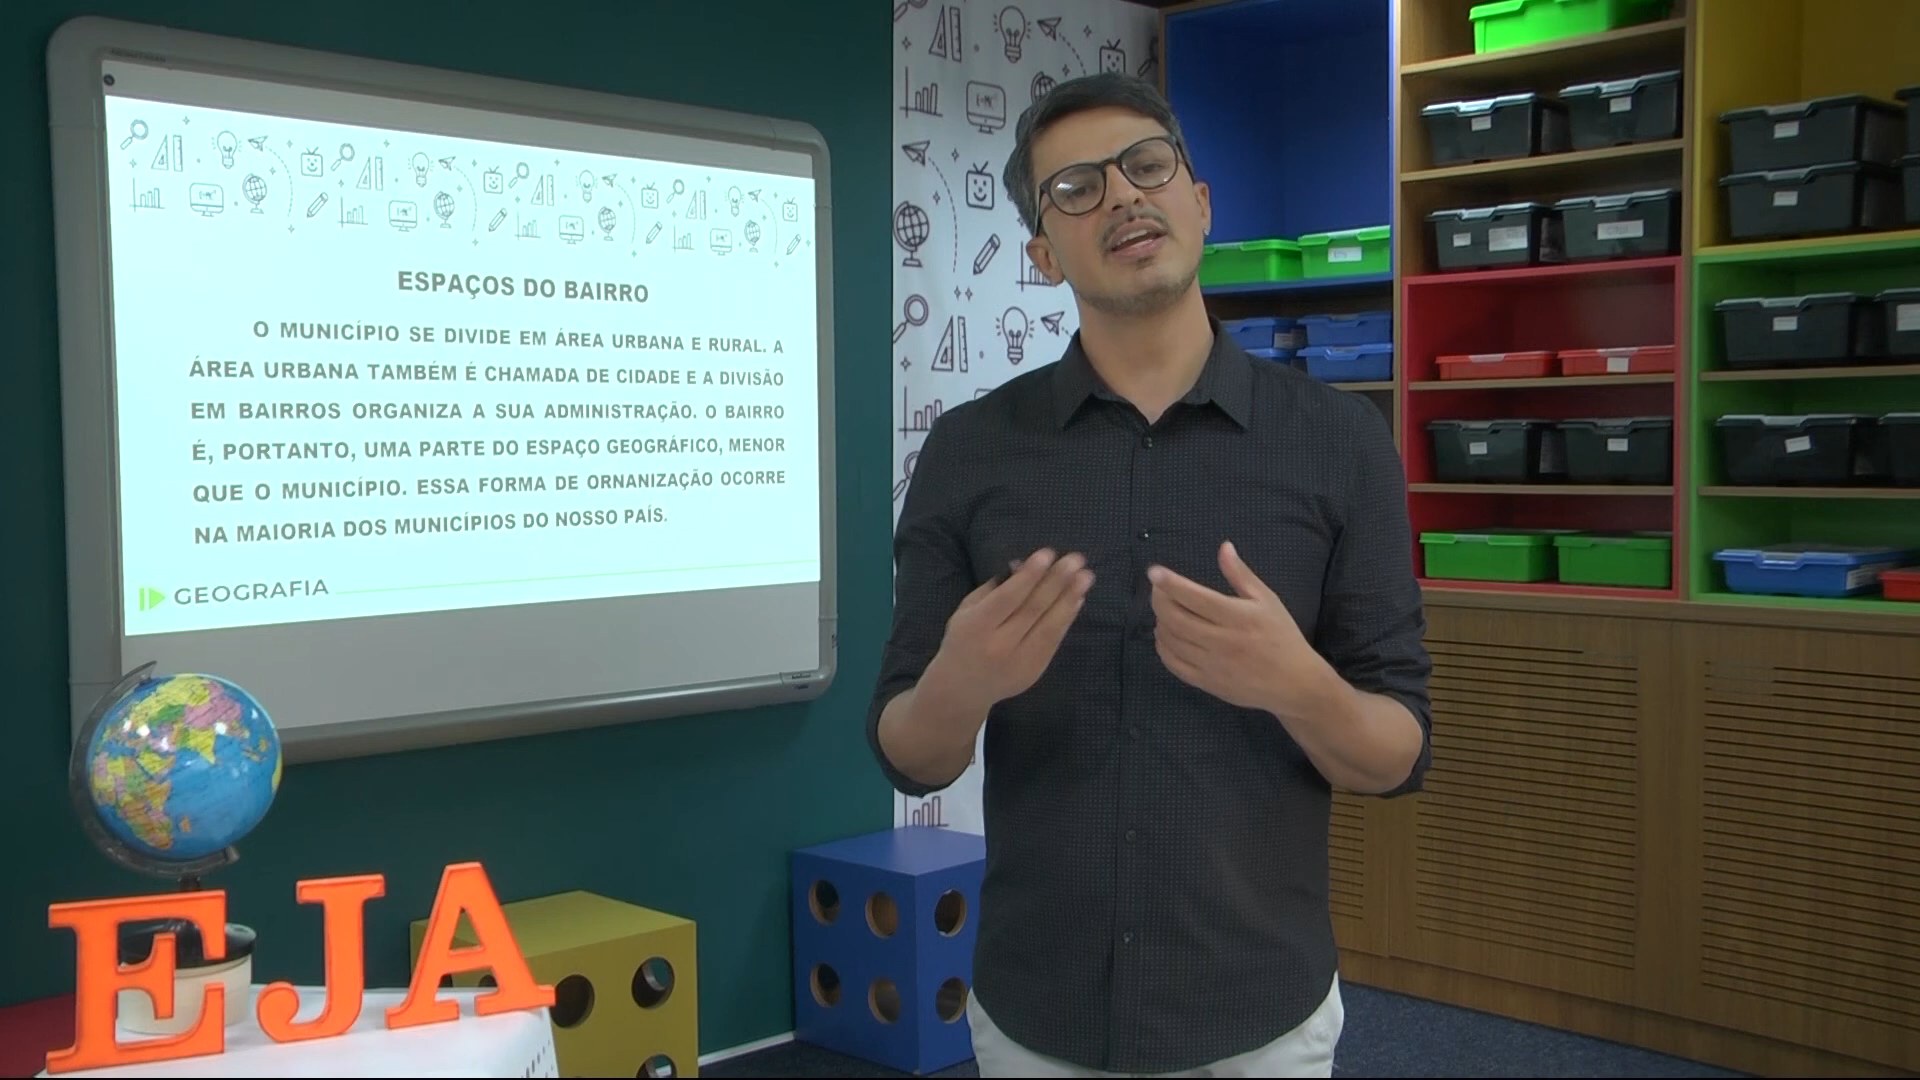 ESPAÇOS DO BAIRRO
O MUNICÍPIO SE DIVIDE EM ÁREA URBANA E RURAL. A
ÁREA URBANA TAMBÉM É CHAMADA DE CIDADE E A DIVISÃO
EM BAIRROS ORGANIZA A SUA ADMINISTRAÇÃO. O BAIRRO
É, PORTANTO, UMA PARTE DO ESPAÇO GEOGRÁFICO, MENOR
QUE O MUNICÍPIO. ESSA FORMA DE ORNANIZAÇÃO OCORRE
NA MAIORIA DOS MUNICÍPIOS DO NOSSO PAÍS.
GEOGRAFIA
EJA